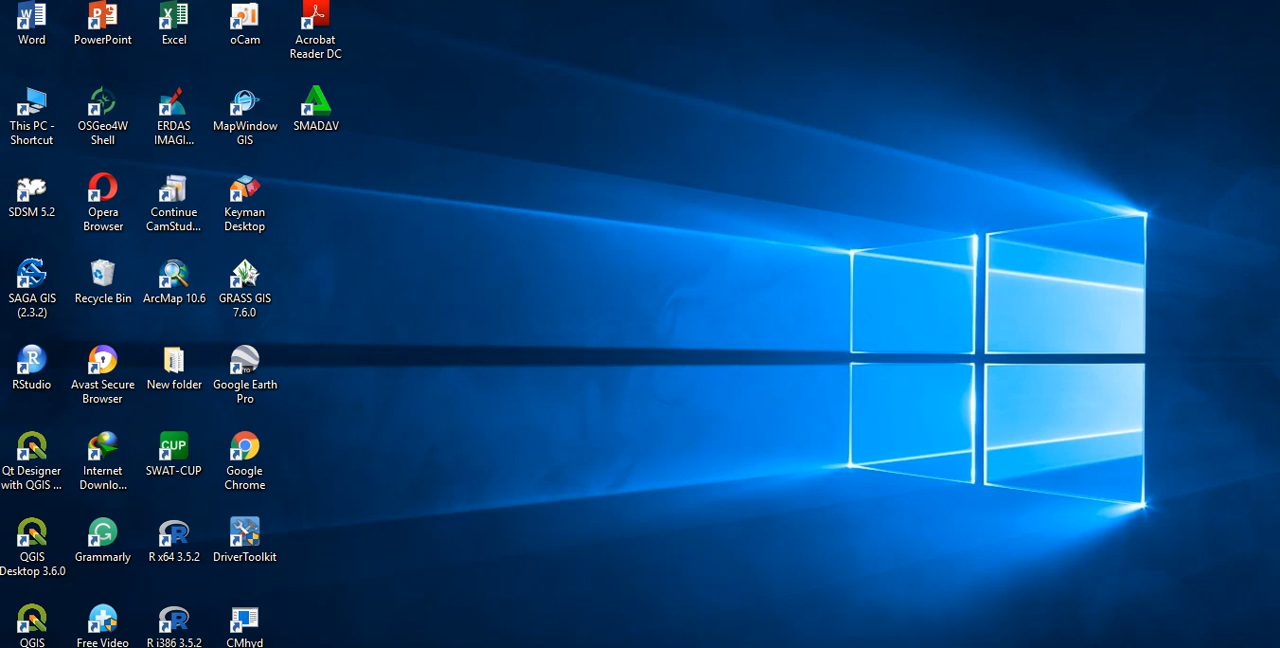 Word
PowerPoint
Excel
oCam
Acrobat
Reader DC
This PC -
Shortcut
OSGeo4W
Shell
ERDAS
IMAGI...
MapWindow
GIS
SMADΔV
SDSM 5.2
Opera
Browser
Continue
CamStud...
Keyman
Desktop
SAGA GIS
(2.3.2)
Recycle Bin
ArcMap 10.6
GRASS GIS
7.6.0
RStudio
Avast Secure
Browser
New folder
Google Earth
Pro
Qt Designer
with QGIS ...
Internet
Downlo...
CUP
SWAT-CUP
Google
Chrome
QGIS
Desktop 3.6.0
Grammarly
R x64 3.5.2
DriverToolkit
QGIS
Free Video
R i386 3.5.2
CMhyd